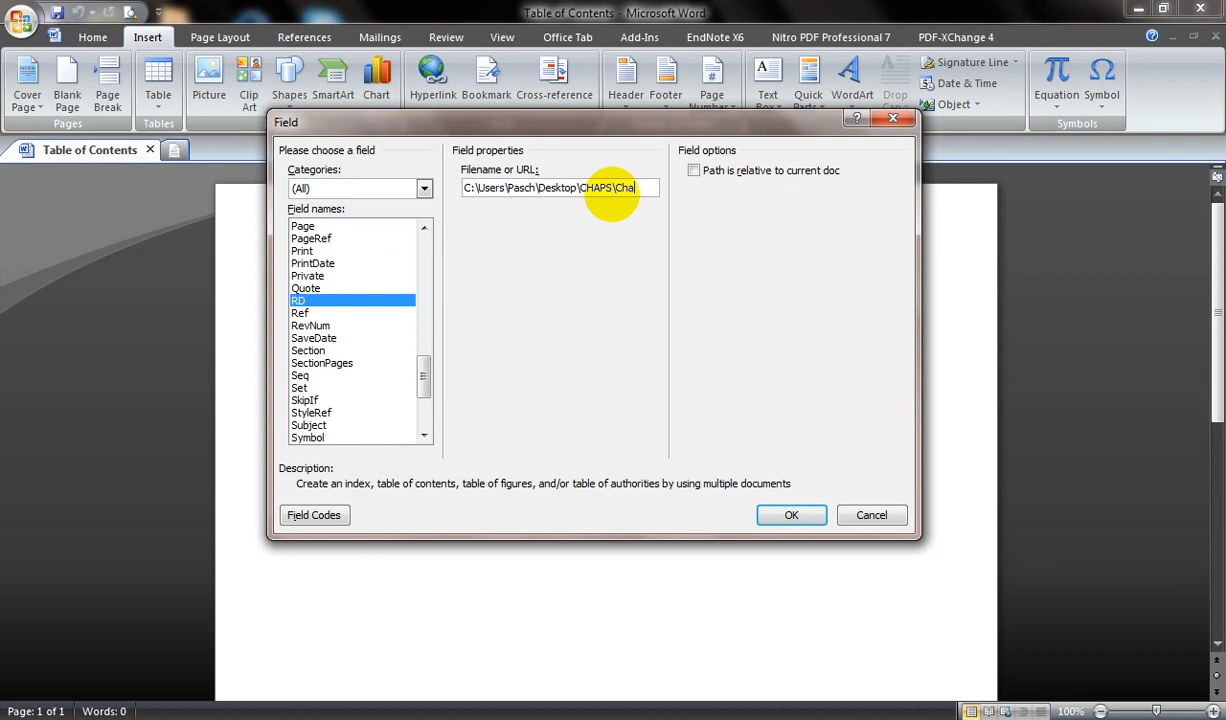 Table of Contents - Microsoft Word
Home Insert Page Layout References Mailings Review View Office Tab Add-Ins EndNote X6 Nitro PDF Professional 7 PDF-XChange 4
Cover Page
Blank Page
Page Break
Pages
Table
Tables
Picture
Clip Art
Shapes
SmartArt
Chart
Hyperlink
Bookmark
Cross-reference
Header
Footer
Page Number
Text Box
Quick Parts
WordArt
Drop Cap
Signature Line
Date & Time
Object
Equation
Symbol
Symbols
Table of Contents
Field
Please choose a field
Categories:
(All)
Field names:
Page
PageRef
Print
PrintDate
Private
Quote
RD
Ref
RevNum
SaveDate
Section
SectionPages
Seq
Set
SkipIf
StyleRef
Subject
Symbol
Field properties
Filename or URL:
C:\Users\Pasch\Desktop\CHAPS\Cha
Field options
Path is relative to current doc
Description:
Create an index, table of contents, table of figures, and/or table of authorities by using multiple documents
Field Codes
OK
Cancel
Page: 1 of 1 Words: 0
100%